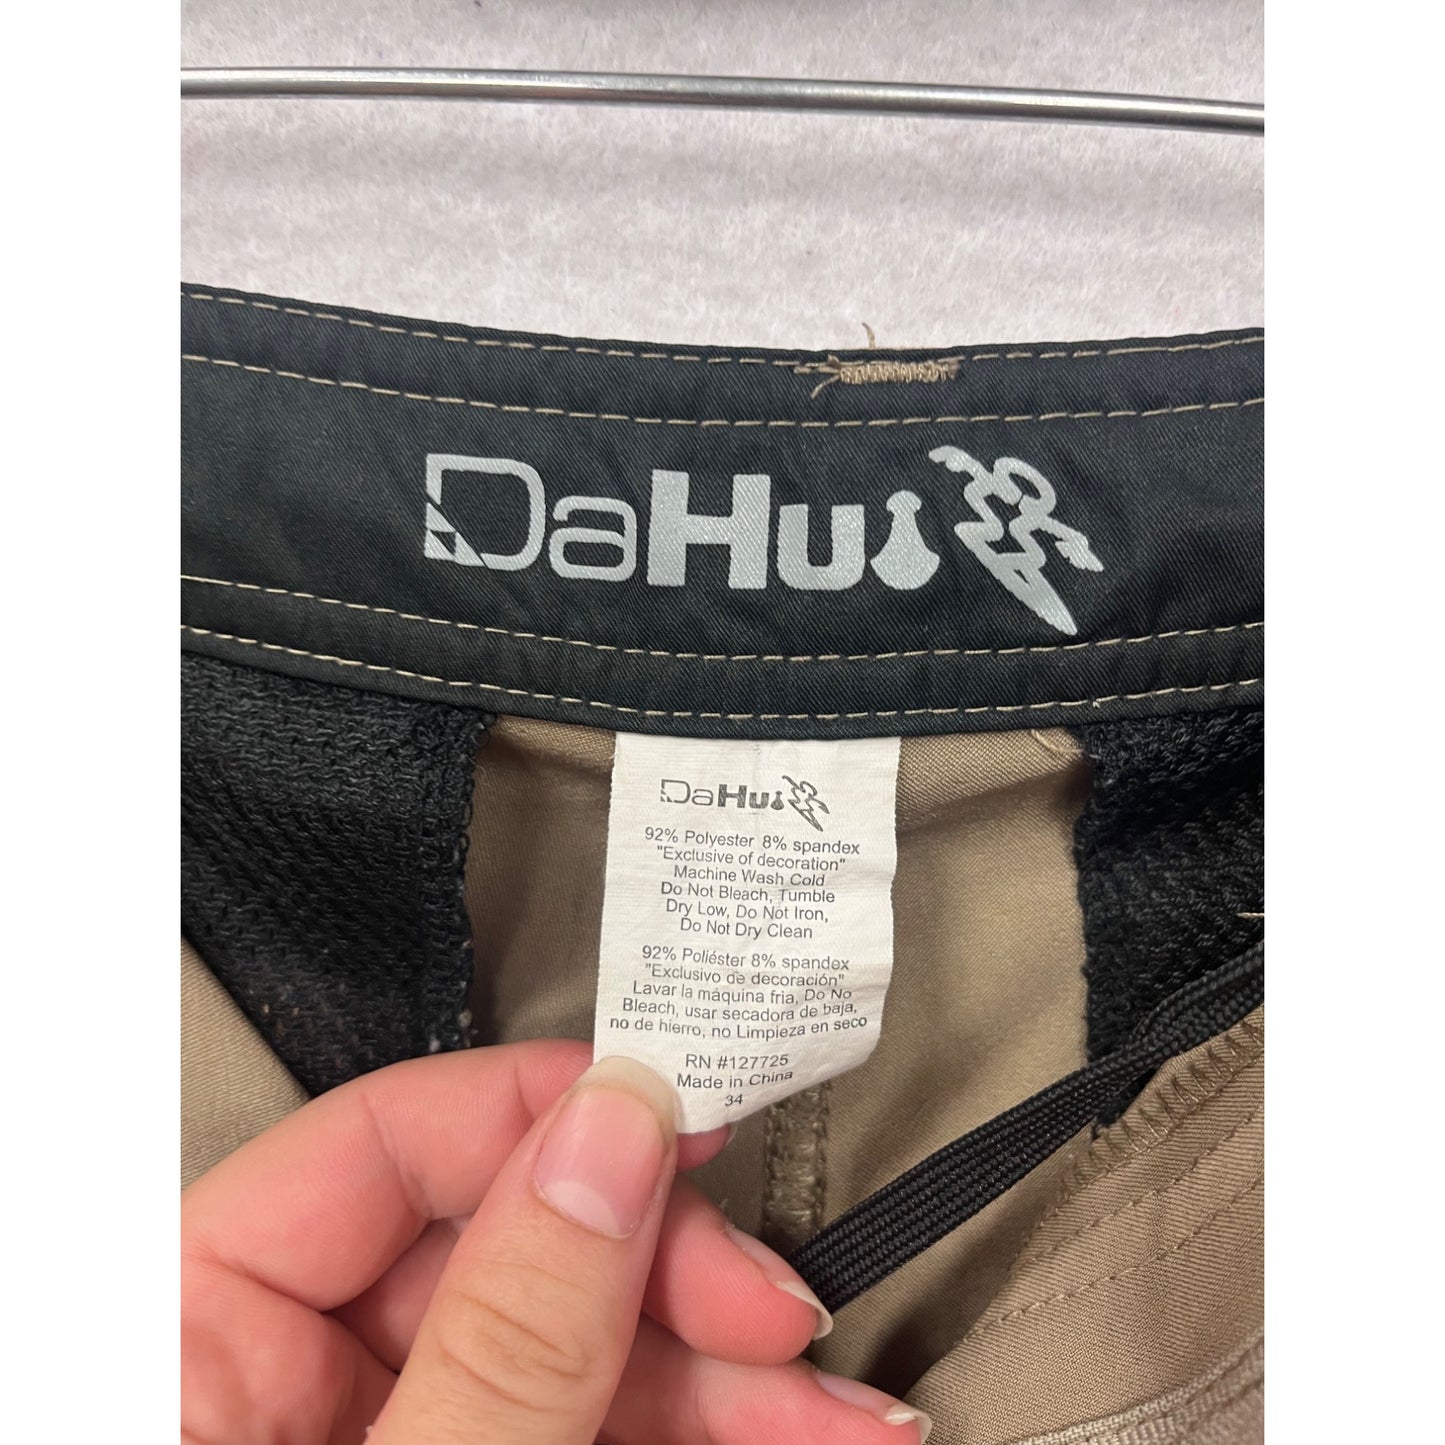 DaHui
DaHui
92% Polyester 8% spandex
"Exclusive of decoration"
Machine Wash Cold
Do Not Bleach, Tumble
Dry Low, Do Not Iron,
Do Not Dry Clean
92% Poliéster 8% spandex
"Exclusivo de decoración"
Lavar la máquina fria, Do No
Bleach, usar secadora de baja,
no de hierro, no Limpieza en seco
RN #127725
Made in China
34